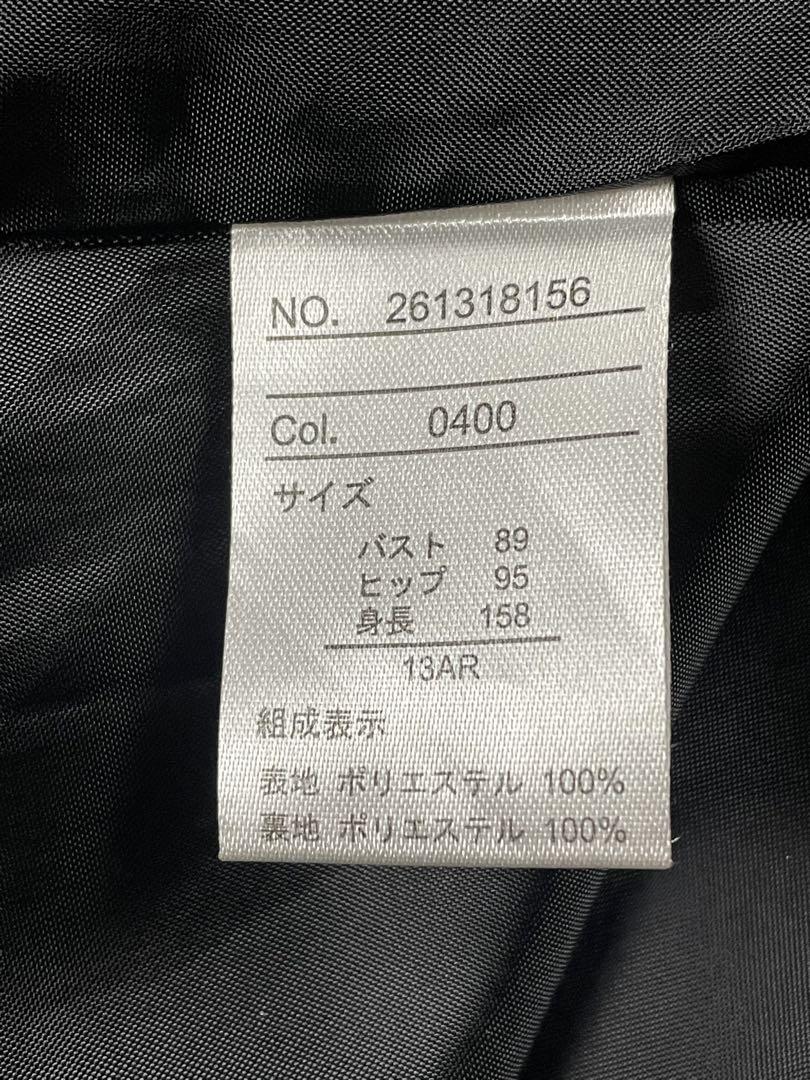 NO. 261318156
Col. 0400
サイズ
バスト 89
ヒップ 95
身長 158
13AR
組成表示
表地 ポリエステル 100%
裏地 ポリエステル 100%